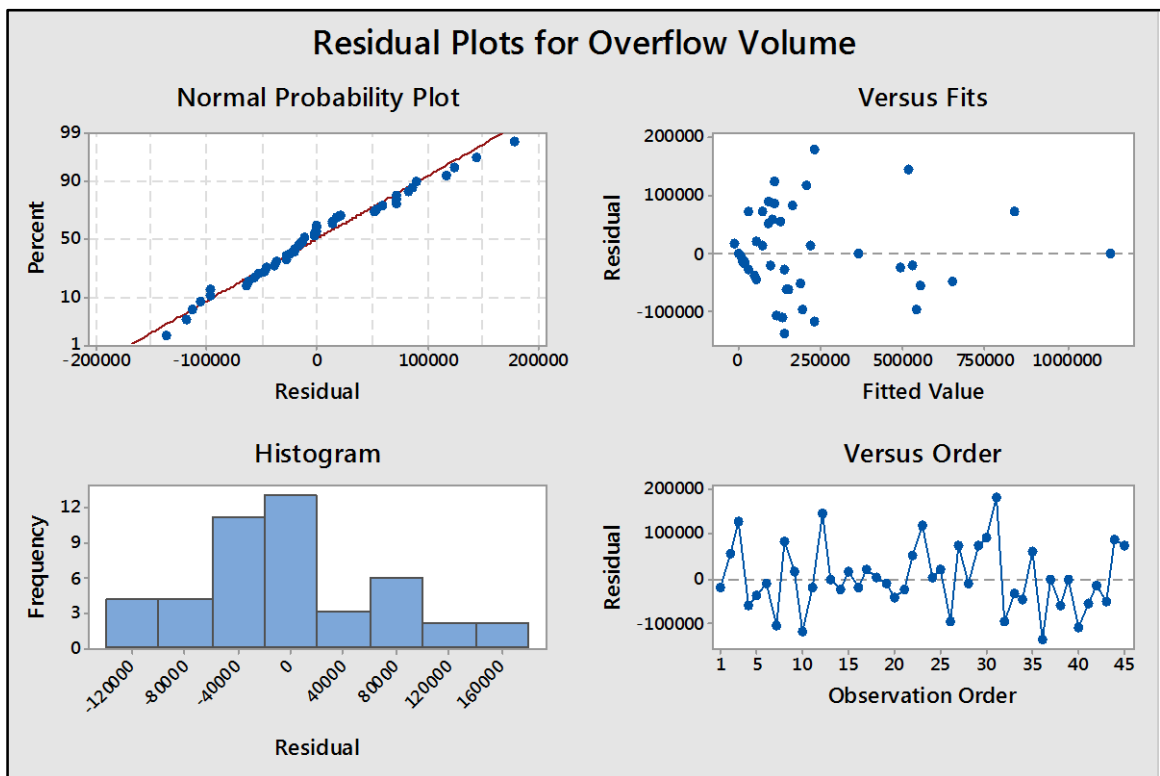 Residual Plots for Overflow Volume
Normal Probability Plot
99
90
50
10
1
Percent
-200000 -100000 0 100000 200000
Residual
Versus Fits
200000
100000
0
-100000
Residual
0 250000 500000 750000 1000000
Fitted Value
Histogram
12
9
6
3
0
Frequency
-120000 -80000 -40000 0 40000 80000 120000 160000
Residual
Versus Order
200000
100000
0
-100000
Residual
1 5 10 15 20 25 30 35 40 45
Observation Order